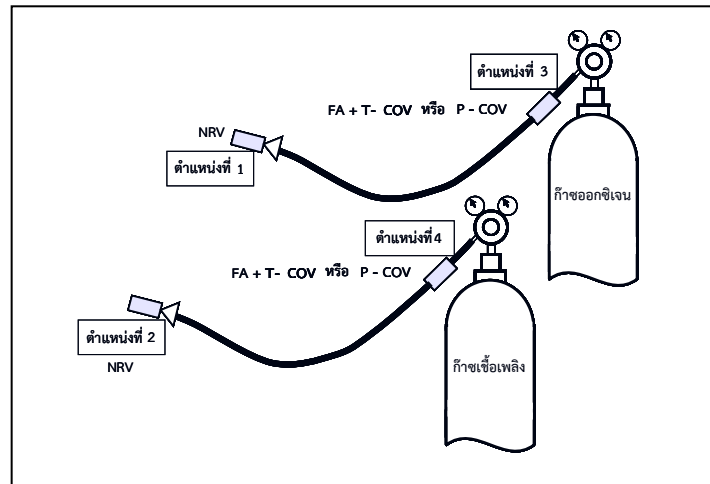 ตำแหน่งที่ 3
FA + T- COV หรือ P - COV
NRV
ตำแหน่งที่ 1
ก๊าซออกซิเจน
ตำแหน่งที่4
FA + T- COV หรือ P - COV
ตำแหน่งที่ 2
NRV
ก๊าซเชื้อเพลิง